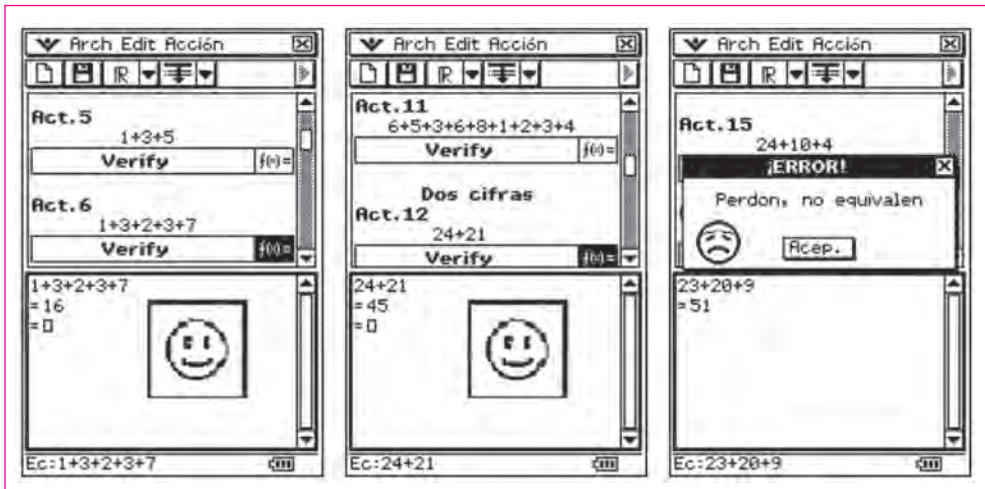 Arch Edit Acción
Act.5
1+3+5
Verify
Act.6
1+3+2+3+7
Verify
1+3+2+3+7
=16
=□
Ec:1+3+2+3+7
Arch Edit Acción
Act.11
6+5+3+6+8+1+2+3+4
Verify
Dos cifras
Act.12
24+21
Verify
24+21
=45
=□
Ec:24+21
Arch Edit Acción
Act.15
24+10+4
¡ERROR!
Perdon, no equivalen
Acep.
23+20+9
=51
Ec:23+20+9